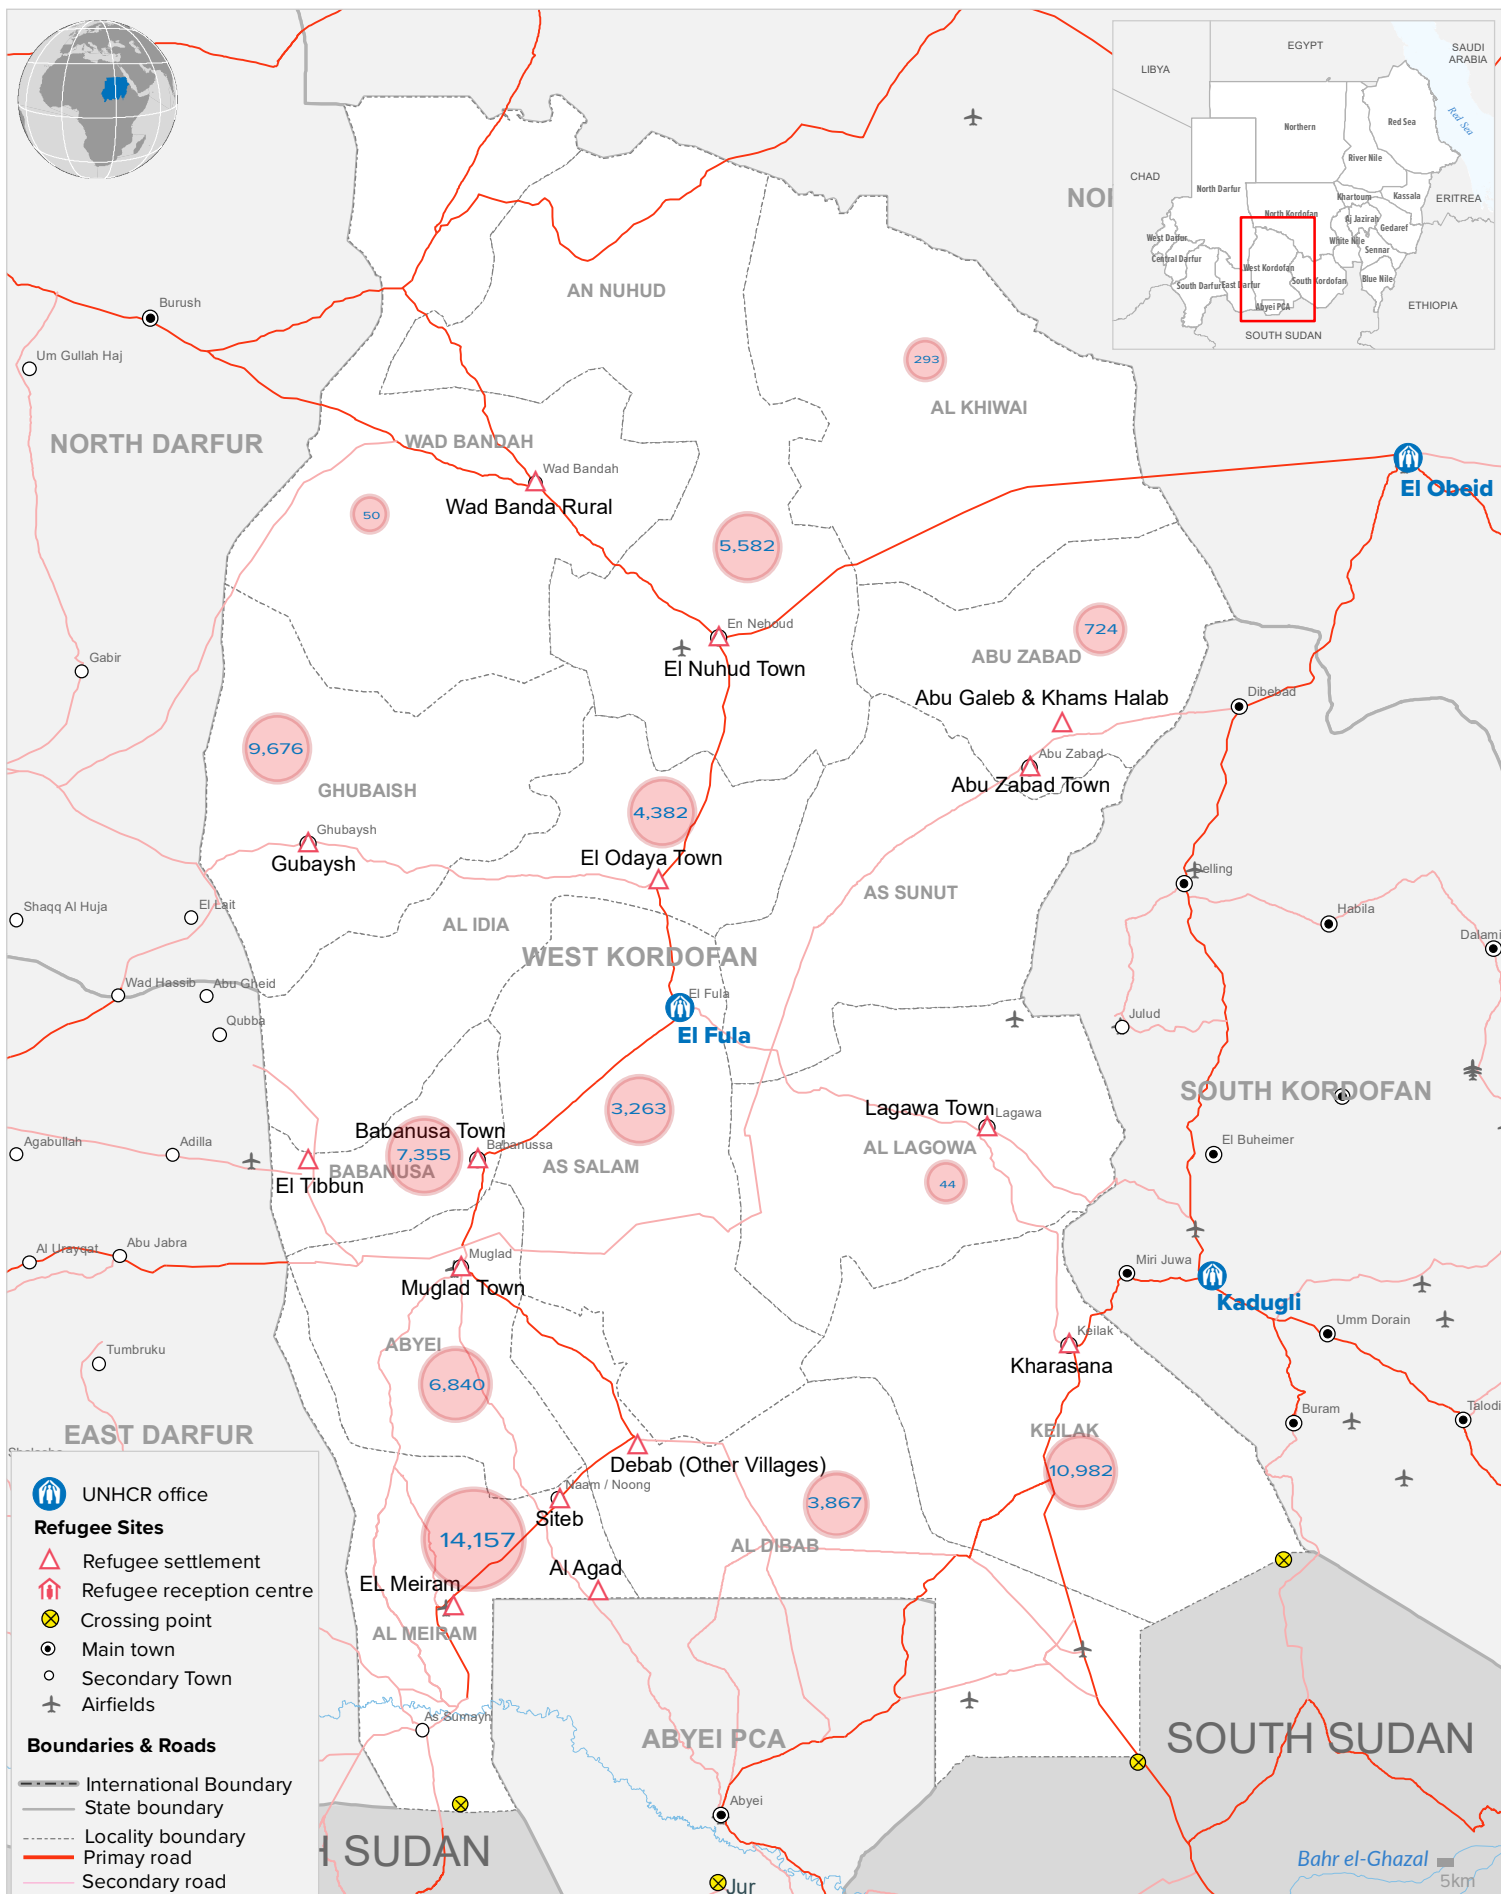 EGYPT
SAUDI
ARABIA
LIBYA
Red Sea
Northern
Red Sea
River Nile
CHAD
North Darfur
Khartoum
Kassala
ERITREA
North Kordofan
Aj Jazirah
Gedaref
West Darfur
White Nile
Sennar
Central Darfur
West Kordofan
South Darfur
East Darfur
South Kordofan
Blue Nile
Abyei PCA
ETHIOPIA
SOUTH SUDAN
NOR
AN NUHUD
Burush
Um Gullah Haj
293
AL KHIWAI
NORTH DARFUR
WAD BANDAH
Wad Bandah
Wad Banda Rural
El Obeid
50
5,582
En Nehoud
El Nuhud Town
724
ABU ZABAD
Gabir
Abu Galeb & Khams Halab
Dibebad
9,676
Abu Zabad
Abu Zabad Town
GHUBAISH
4,382
Ghubaysh
Gubaysh
El Odaya Town
Delling
AS SUNUT
Shaqq Al Huja
El Lait
Habila
AL IDIA
Dalami
WEST KORDOFAN
Wad Hassib
Abu Gheid
El Fula
El Fula
Qubba
Julud
SOUTH KORDOFAN
3,263
Lagawa Town
Lagawa
Babanusa Town
Agabullah
Adilla
7,355
Babanussa
AL LAGOWA
El Buheimer
BABANUSA
AS SALAM
El Tibbun
44
Al Urayqat
Abu Jabra
Muglad
Muglad Town
Miri Juwa
Kadugli
Umm Dorain
Tumbruku
ABYEI
Keilak
Kharasana
6,840
EAST DARFUR
Buram
Talodi
KEILAK
Debab (Other Villages)
10,982
Naam / Noong
3,867
Siteb
14,157
AL DIBAB
Al Agad
EL Meiram
AL MEIRAM
As Sumayh
ABYEI PCA
SOUTH SUDAN
Abyei
H SUDAN
Jur
Bahr el-Ghazal
5km
UNHCR office
Refugee Sites
Refugee settlement
Refugee reception centre
Crossing point
Main town
Secondary Town
Airfields
Boundaries & Roads
International Boundary
State boundary
Locality boundary
Primay road
Secondary road